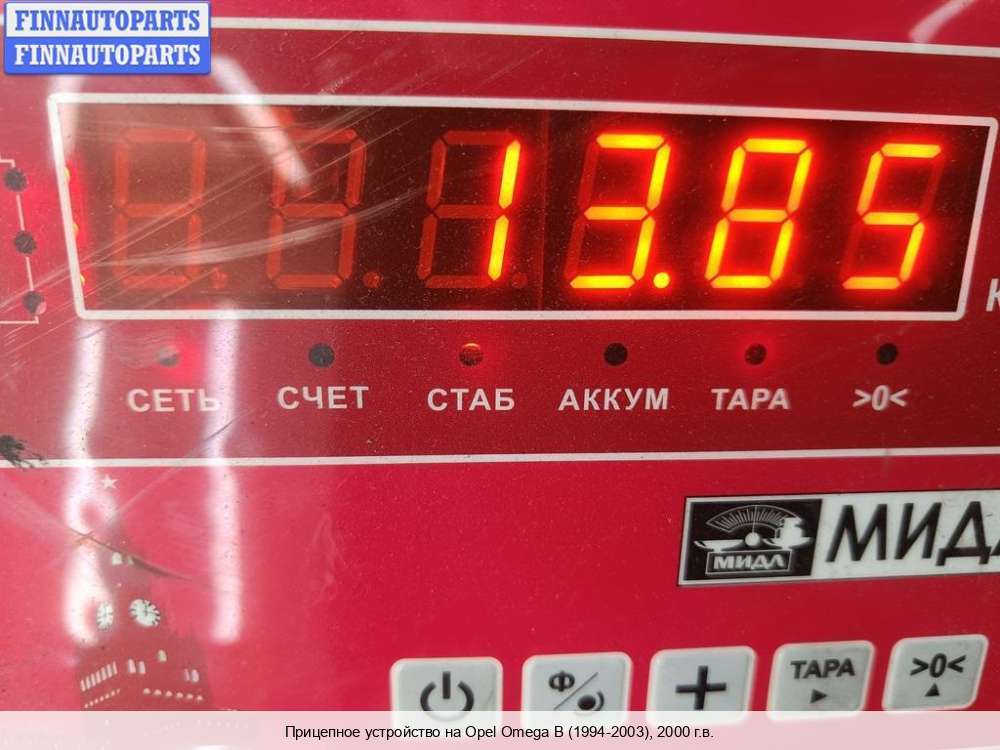 FINNAUTOPARTS
FINNAUTOPARTS
13.85
К
СЕТЬ СЧЕТ СТАБ АККУМ ТАРА >0<
МИДЛ МИДЛ
Ф ТАРА >0<
Прицепное устройство на Opel Omega B (1994-2003), 2000 г.в.